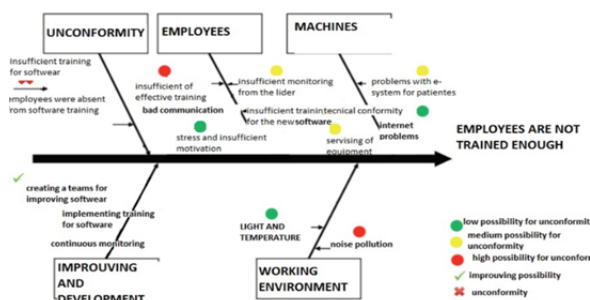 UNCONFORMITY
EMPLOYEES
MACHINES
insufficient training
for softwear
employees were absent
from software training
insufficient of
effective training
bad communication
stress and insufficient
motivation
insufficient monitoring
from the lider
insufficient trainintecnical conformity
for the newsoftware
servising of
equipment
problems with e-
system for patientes
internet
problems
EMPLOYEES ARE NOT
TRAINED ENOUGH
creating a teams for
improving softwear
implementing training
for software
continuous monitoring
IMPROUVING
AND
DEVELOPMENT
LIGHT AND
TEMPERATURE
noise pollution
WORKING
ENVIRONMENT
low possibility for unconformit
medium possibility for
unconformity
high possibility for unconfor
improuving possibility
unconformity